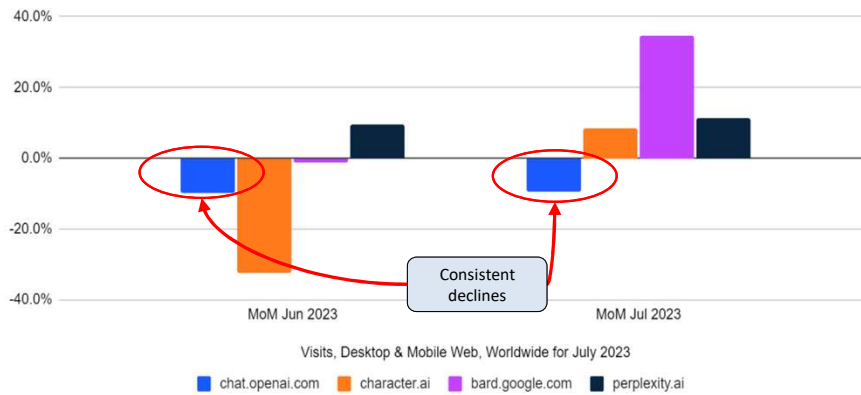 40.0%
20.0%
0.0%
-20.0%
-40.0%
Consistent
declines
MoM Jun 2023
MoM Jul 2023
Visits, Desktop & Mobile Web, Worldwide for July 2023
chat.openai.com
character.ai
bard.google.com
perplexity.ai